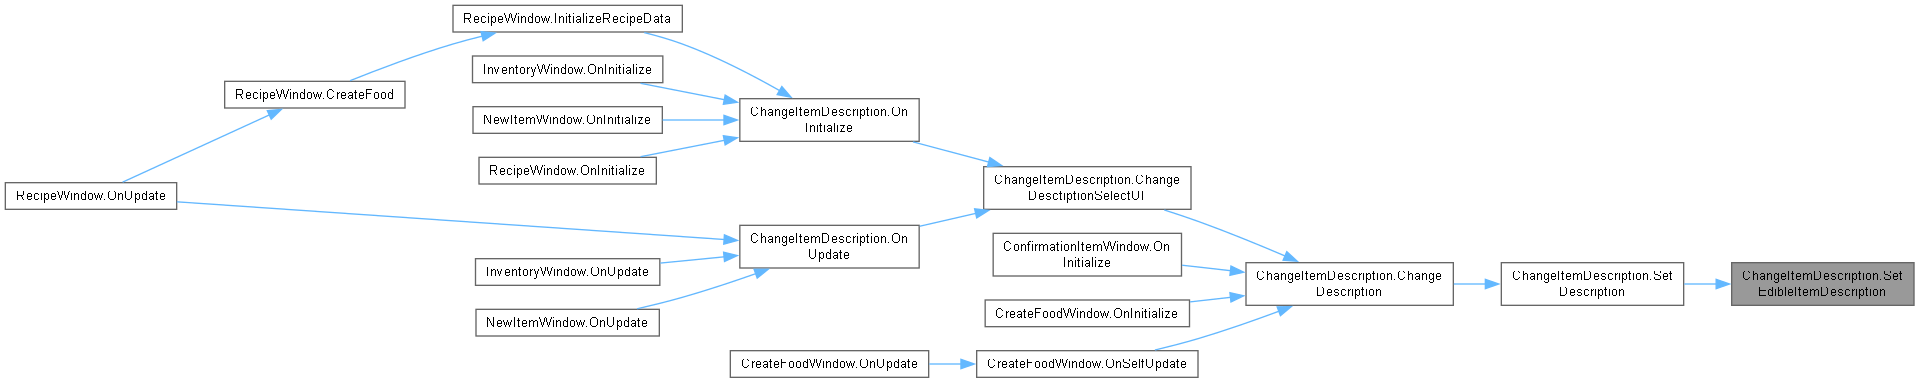 RecipeWindow.InitializeRecipeData
InventoryWindow.OnInitialize
RecipeWindow.CreateFood
ChangeItemDescription.On
Initialize
NewItemWindow.OnInitialize
RecipeWindow.OnInitialize
ChangeItemDescription.Change
DesctiptionSelectUI
RecipeWindow.OnUpdate
ChangeItemDescription.On
Update
ConfirmationItemWindow.On
Initialize
InventoryWindow.OnUpdate
ChangeItemDescription.Change
Description
ChangeItemDescription.Set
Description
ChangeItemDescription.Set
EdibleItemDescription
CreateFoodWindow.OnInitialize
NewItemWindow.OnUpdate
CreateFoodWindow.OnUpdate
CreateFoodWindow.OnSelfUpdate